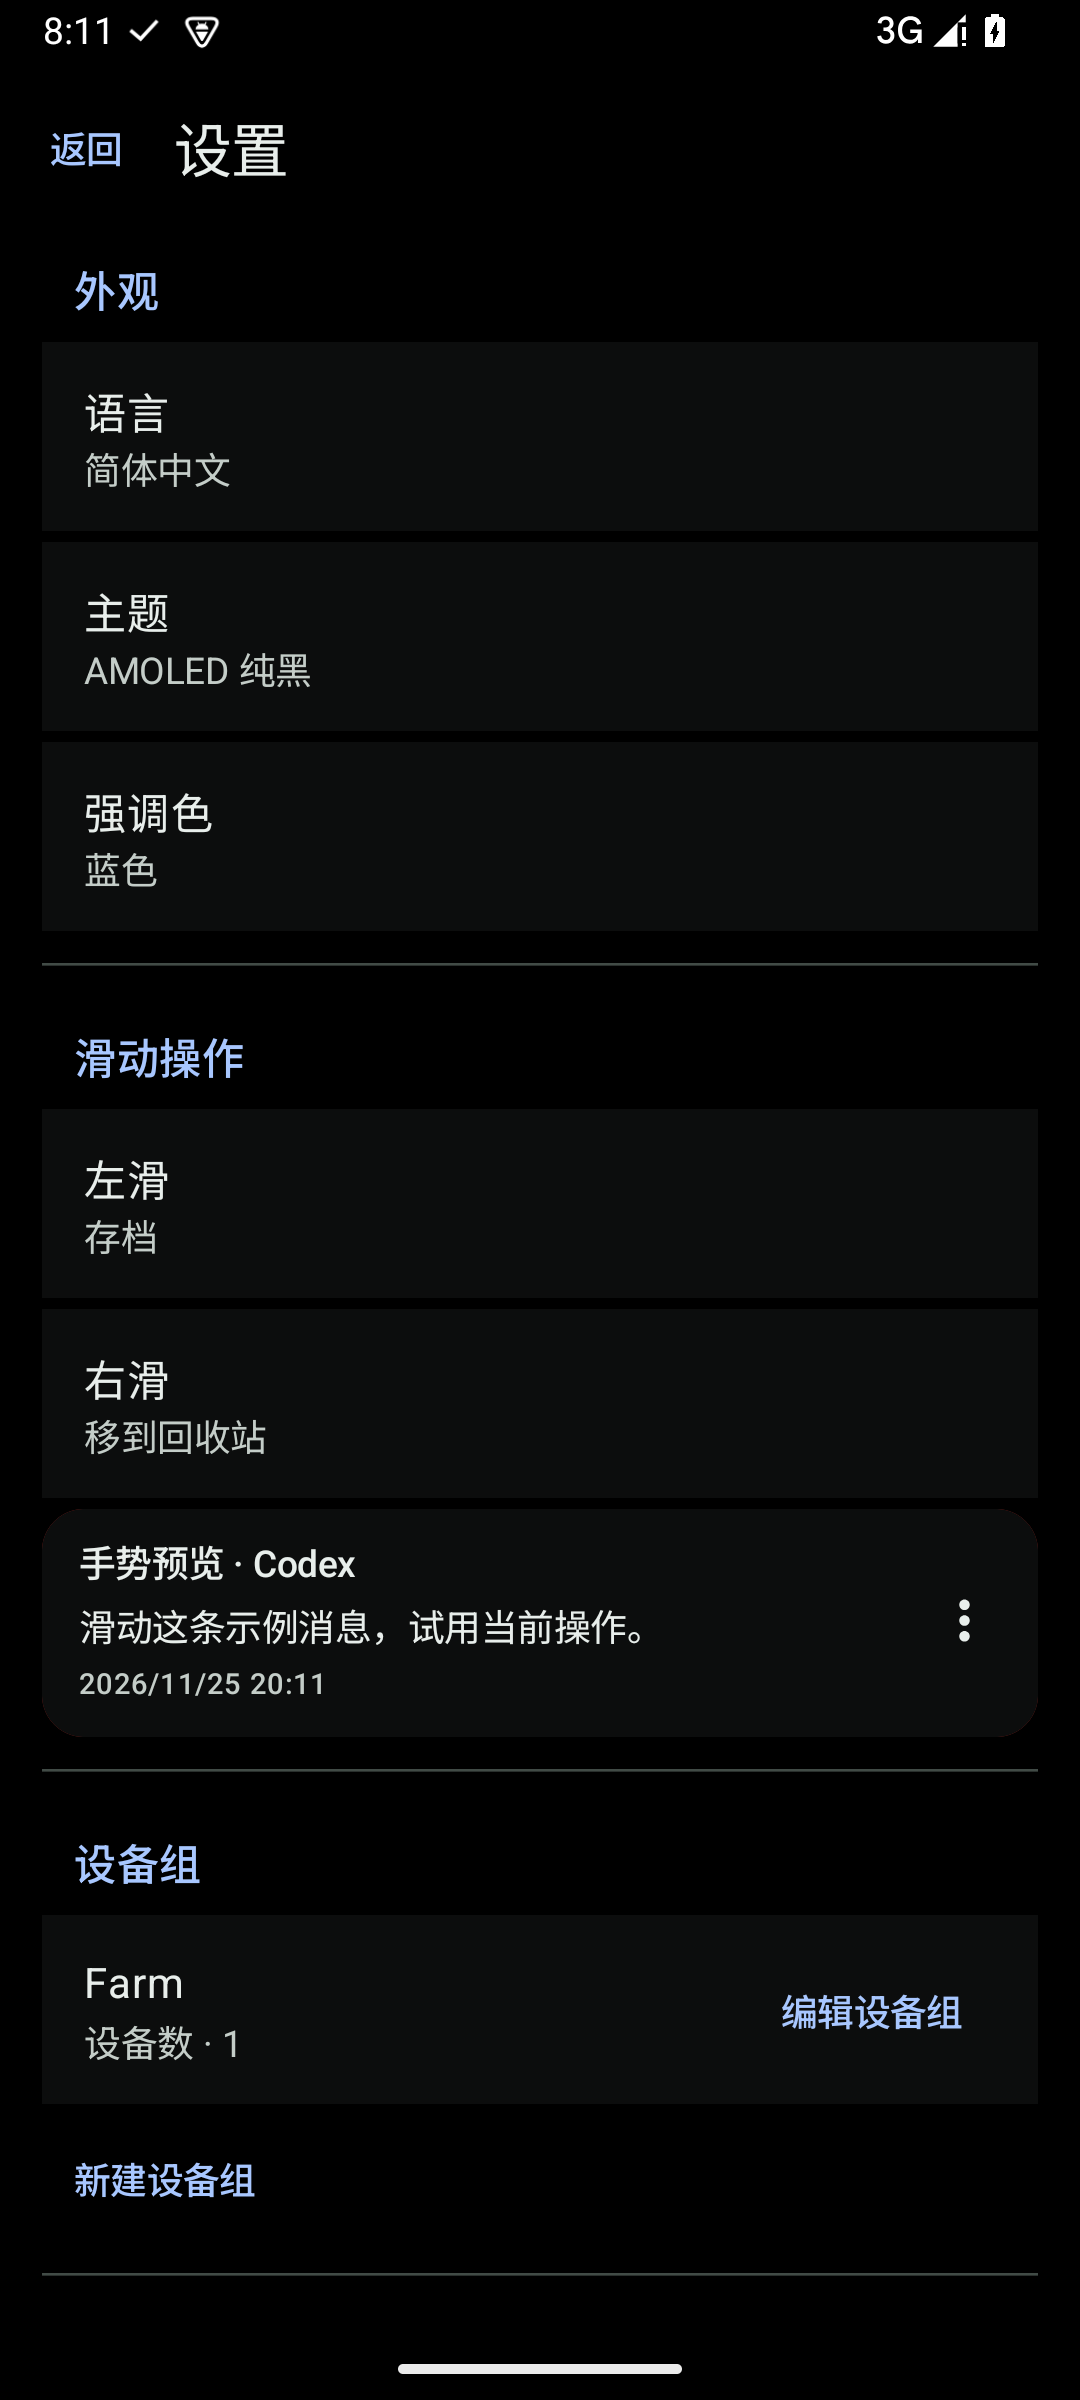 8:11
3G
返回
设置
外观
语言
简体中文
主题
AMOLED 纯黑
强调色
蓝色
滑动操作
左滑
存档
右滑
移到回收站
手势预览 · Codex
滑动这条示例消息，试用当前操作。
2026/11/25 20:11
设备组
Farm
设备数 · 1
编辑设备组
新建设备组